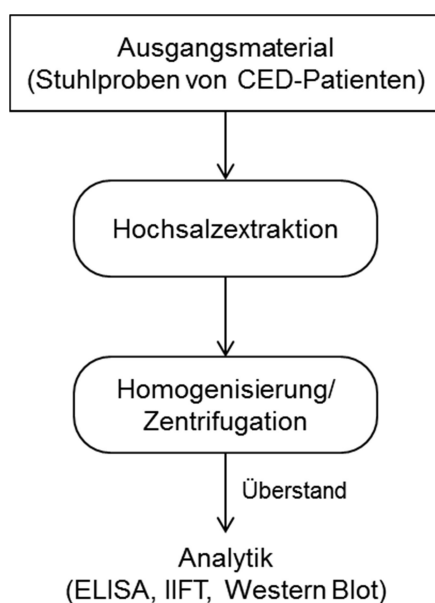 Ausgangsmaterial
(Stuhlproben von CED-Patienten)
Hochsalzextraktion
Homogenisierung/
Zentrifugation
Überstand
Analytik
(ELISA, IIFT, Western Blot)